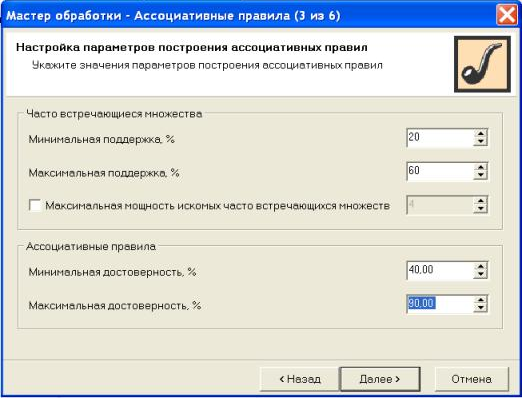 Мастер обработки - Ассоциативные правила (3 из 6)
Настройка параметров построения ассоциативных правил
Укажите значения параметров построения ассоциативных правил
Часто встречающиеся множества
Минимальная поддержка, % 20
Максимальная поддержка, % 60
Максимальная мощность искомых часто встречающихся множеств 4
Ассоциативные правила
Минимальная достоверность, % 40,00
Максимальная достоверность, % 90,00
< Назад Далее > Отмена